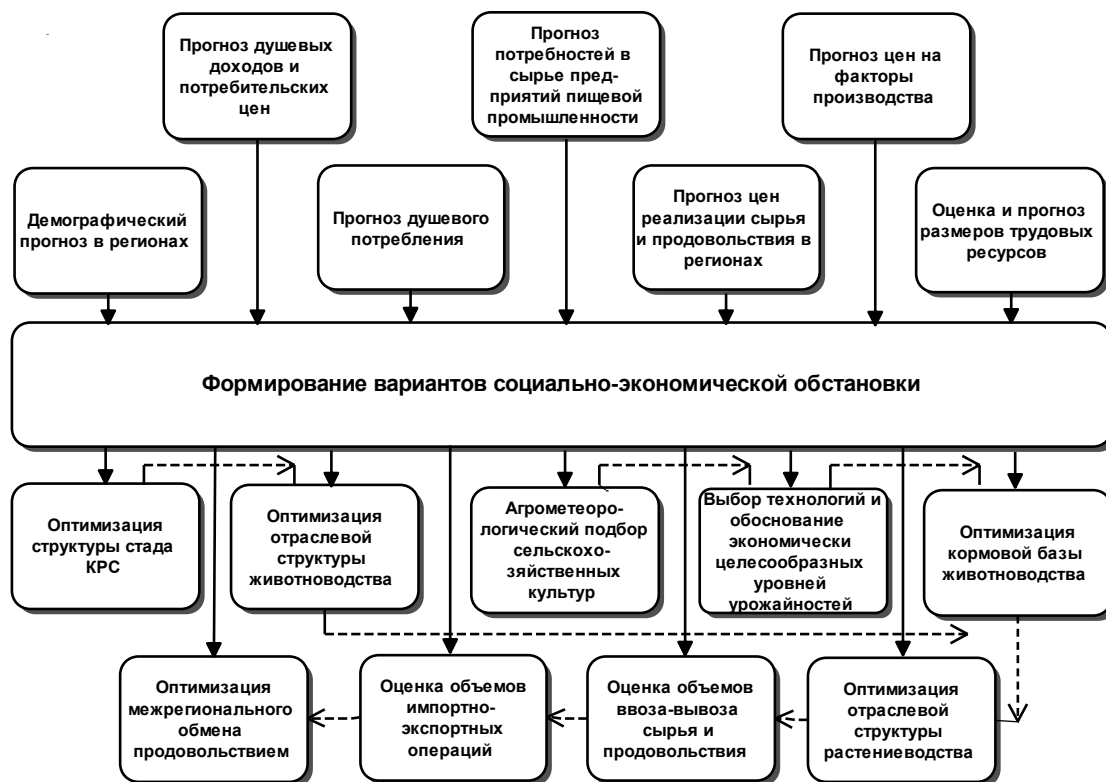 Прогноз душевых
доходов и
потребительских
цен
Прогноз
потребностей в
сырье пред-
приятий пищевой
промышленности
Прогноз цен на
факторы
производства
Демографический
прогноз в регионах
Прогноз душевого
потребления
Прогноз цен
реализации сырья
и продовольствия в
регионах
Оценка и прогноз
размеров трудовых
ресурсов
Формирование вариантов социально-экономической обстановки
Оптимизация
структуры стада
КРС
Оптимизация
отраслевой
структуры
животноводства
Агрометеоро-
логический подбор
сельскохо-
зяйственных
культур
Выбор технологий и
обоснование
экономически
целесообразных
уровней
урожайностей
Оптимизация
кормовой базы
животноводства
Оптимизация
межрегионального
обмена
продовольствием
Оценка объемов
импортно-
экспортных
операций
Оценка объемов
ввоза-вывоза
сырья и
продовольствия
Оптимизация
отраслевой
структуры
растениеводства